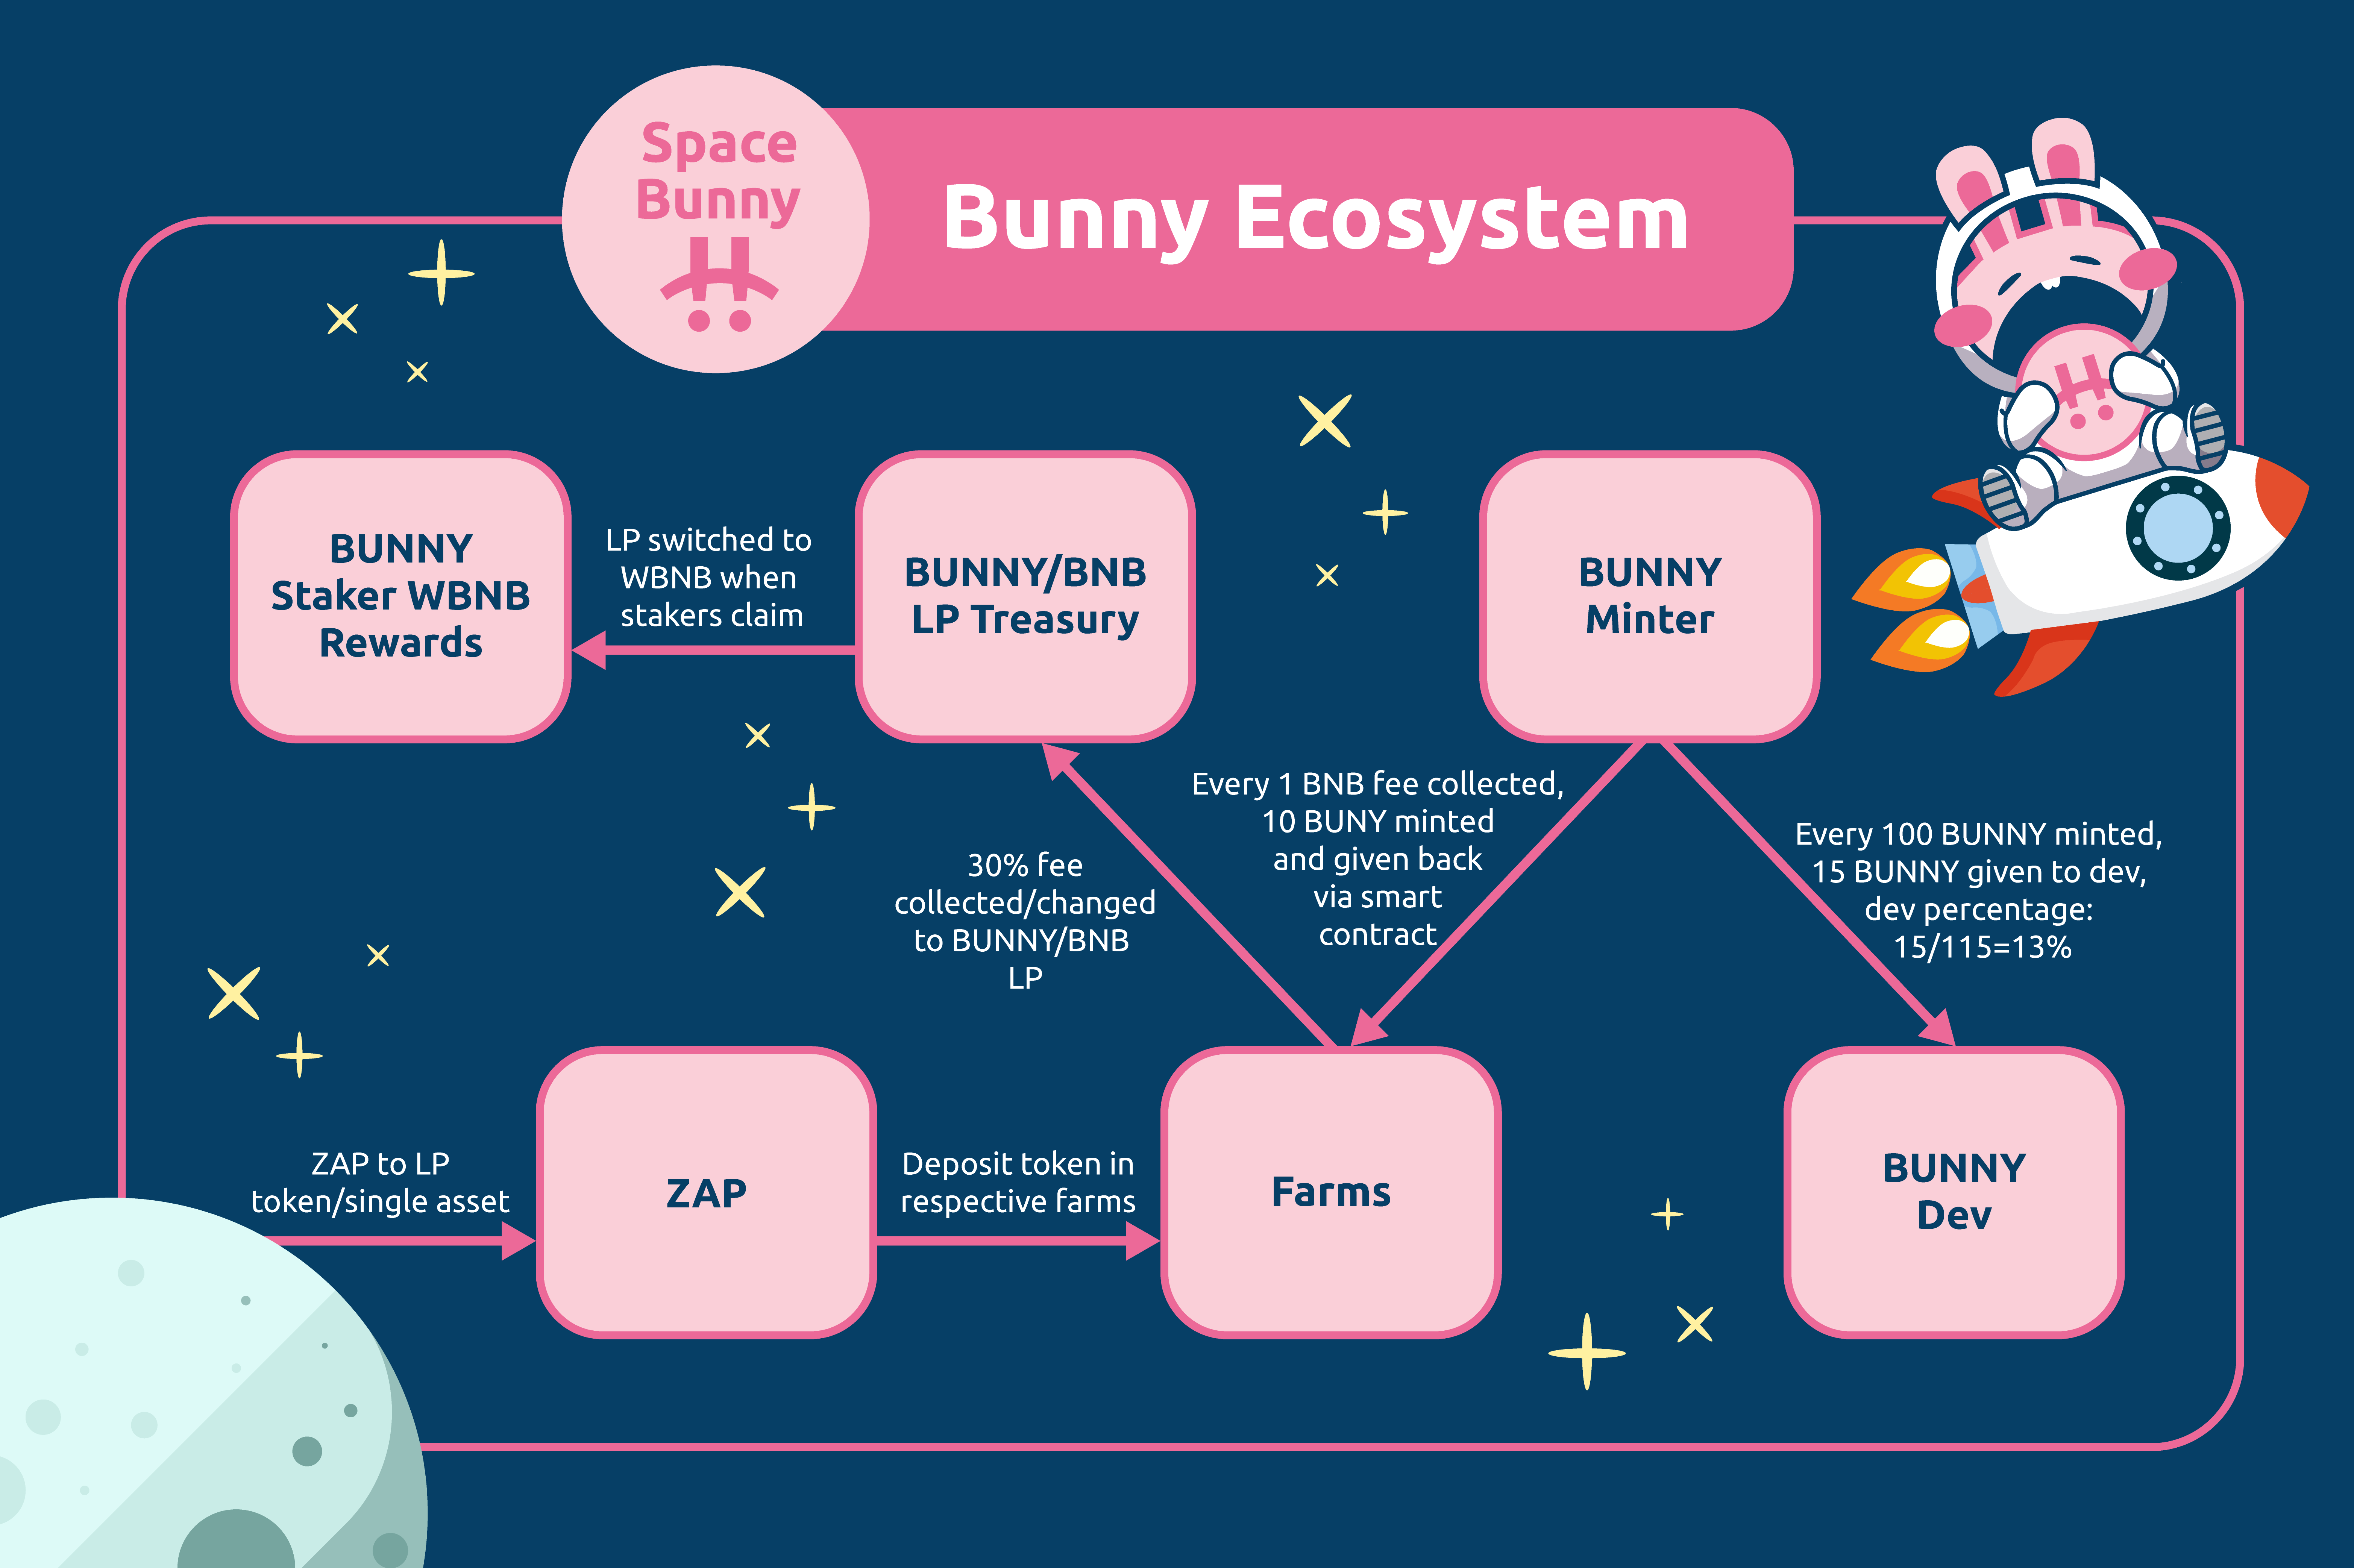 Space
Bunny
Bunny Ecosystem
BUNNY
Staker WBNB
Rewards
LP switched to
WBNB when
stakers claim
BUNNY/BNB
LP Treasury
BUNNY
Minter
30% fee
collected/changed
to BUNNY/BNB
LP
Every 1 BNB fee collected,
10 BUNY minted
and given back
via smart
contract
Every 100 BUNNY minted,
15 BUNNY given to dev,
dev percentage:
15/115=13%
ZAP to LP
token/single asset
ZAP
Deposit token in
respective farms
Farms
BUNNY
Dev